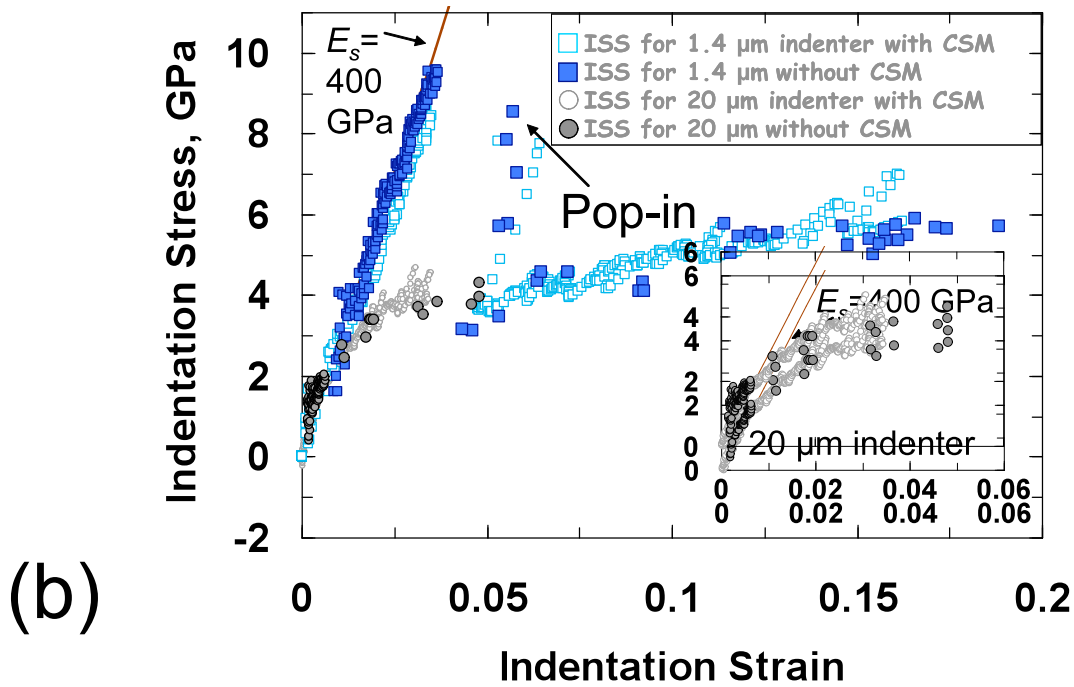 E_s=
400
GPa
ISS for 1.4 µm indenter with CSM
ISS for 1.4 µm without CSM
ISS for 20 µm indenter with CSM
ISS for 20 µm without CSM
Pop-in
Indentation Stress, GPa
10
8
6
4
2
0
-2
6
6
4
4
2
2
0
0
E_s=400 GPa
20 µm indenter
0 0.02 0.04 0.06
0 0.02 0.04 0.06
0 0.05 0.1 0.15 0.2
Indentation Strain
(b)